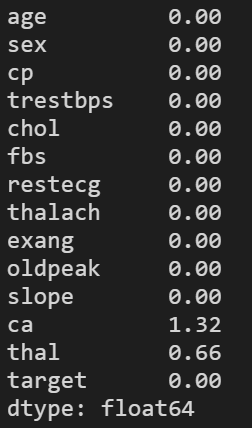 age 0.00
sex 0.00
cp 0.00
trestbps 0.00
chol 0.00
fbs 0.00
restecg 0.00
thalach 0.00
exang 0.00
oldpeak 0.00
slope 0.00
ca 1.32
thal 0.66
target 0.00
dtype: float64